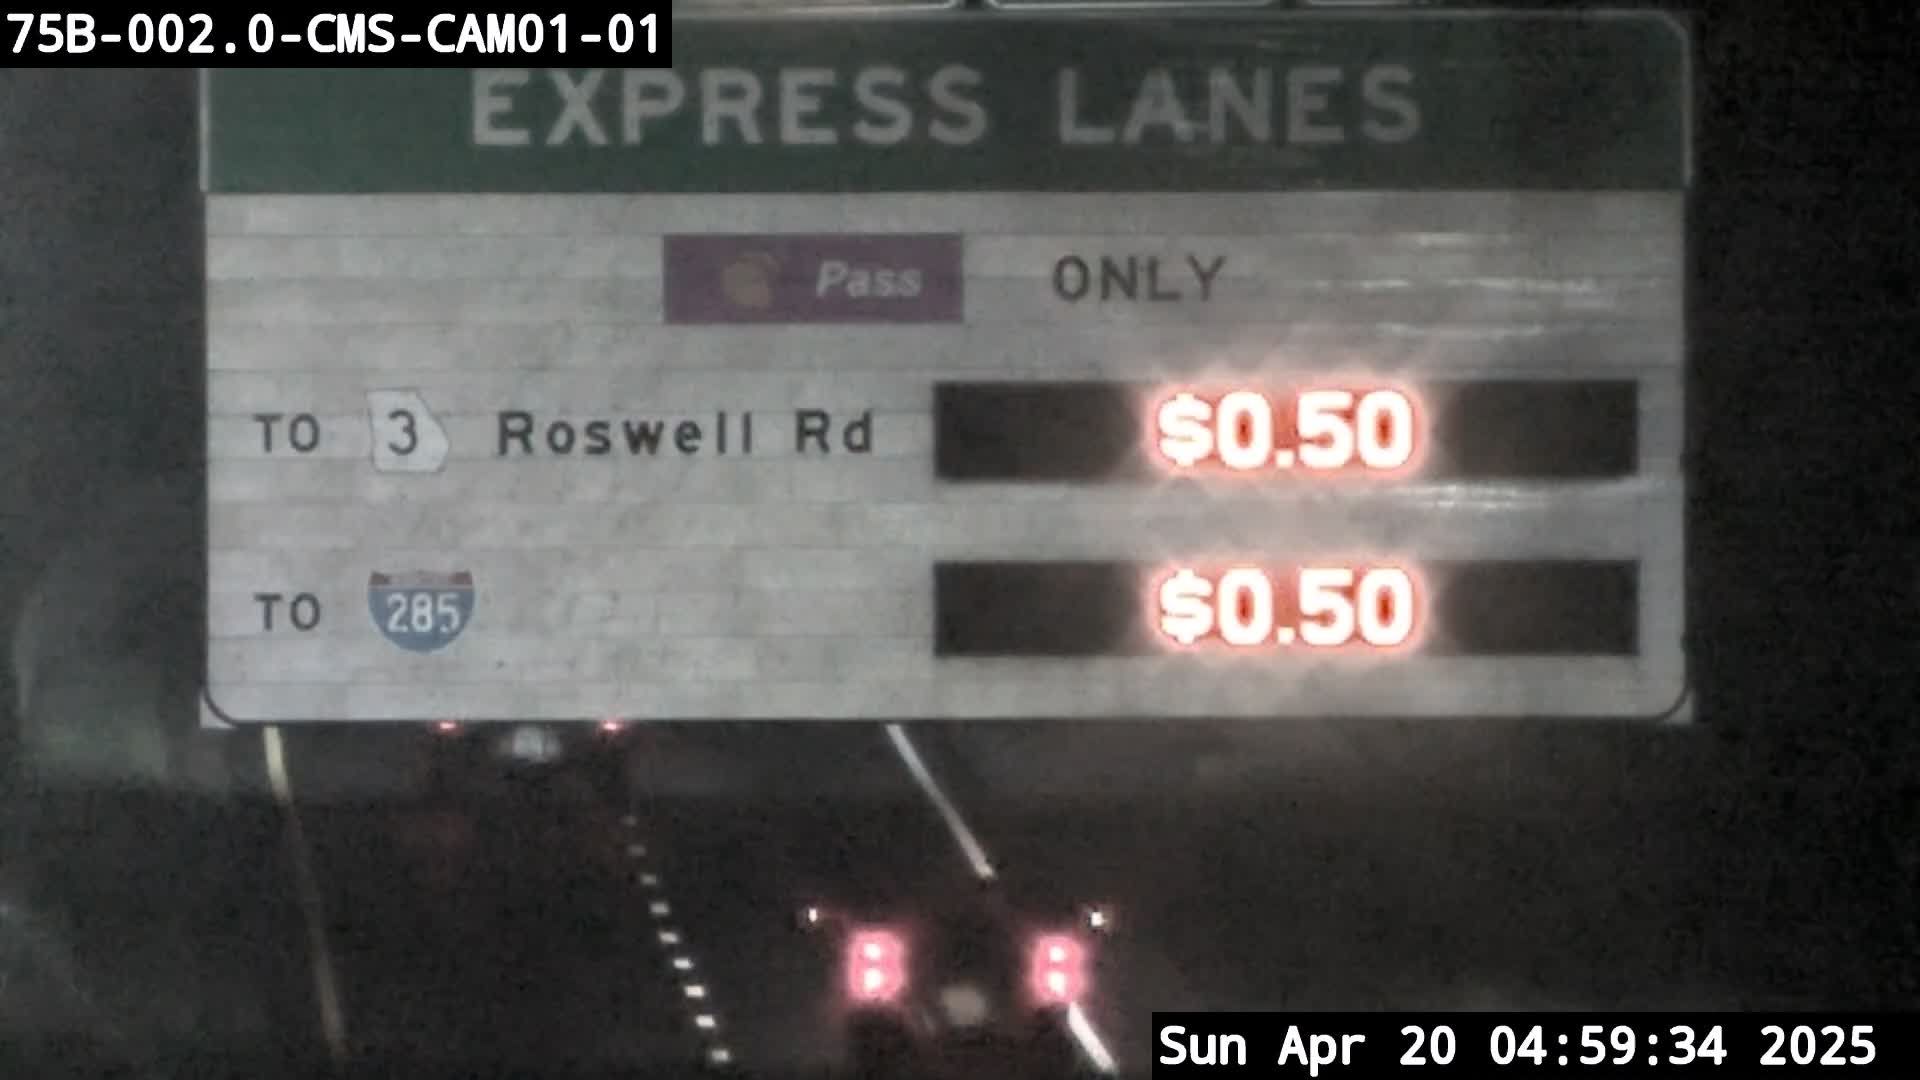 75B-002.0-CMS-CAM01-01
EXPRESS LANES
Pass ONLY
TO 3 Roswell Rd $0.50
TO 285 $0.50
Sun Apr 20 04:59:34 2025